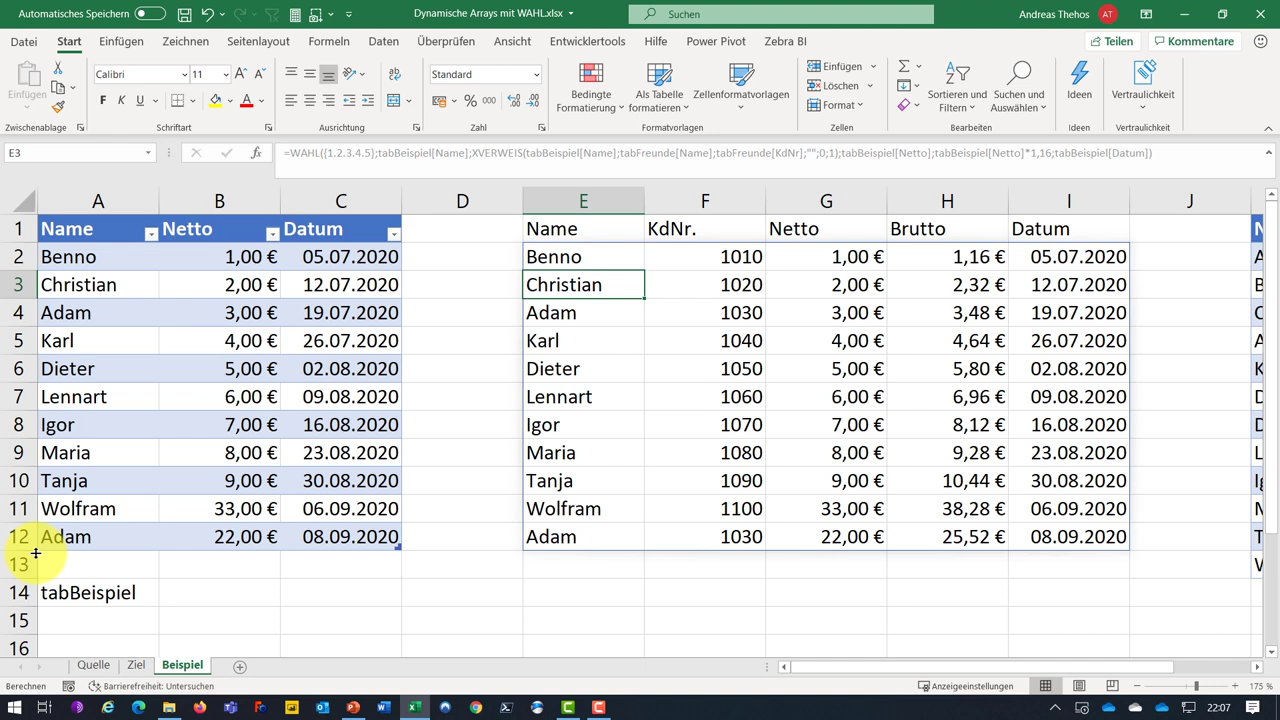 Automatisches Speichern
Dynamische Arrays mit WAHL.xlsx
Suchen
Andreas Thehos
AT
Datei Start Einfügen Zeichnen Seitenlayout Formeln Daten Überprüfen Ansicht Entwicklertools Hilfe Power Pivot Zebra BI
Teilen
Kommentare
Einfügen
Calibri 11
F K U
Standard
% 000
Bedingte Formatierung
Als Tabelle formatieren
Zellenformatvorlagen
Einfügen
Löschen
Format
Sortieren und Filtern
Suchen und Auswählen
Ideen
Vertraulichkeit
Zwischenablage Schriftart Ausrichtung Zahl Formatvorlagen Zellen Bearbeiten Ideen Vertraulichkeit
E3
=WAHL({1.2.3.4.5};tabBeispiel[Name];XVERWEIS(tabBeispiel[Name];tabFreunde[Name];tabFreunde[KdNr];"";0;1);tabBeispiel[Netto];tabBeispiel[Netto]*1,16;tabBeispiel[Datum])
A B C D E F G H I J
1 Name Netto Datum Name KdNr. Netto Brutto Datum
2 Benno 1,00 € 05.07.2020 Benno 1010 1,00 € 1,16 € 05.07.2020
3 Christian 2,00 € 12.07.2020 Christian 1020 2,00 € 2,32 € 12.07.2020
4 Adam 3,00 € 19.07.2020 Adam 1030 3,00 € 3,48 € 19.07.2020
5 Karl 4,00 € 26.07.2020 Karl 1040 4,00 € 4,64 € 26.07.2020
6 Dieter 5,00 € 02.08.2020 Dieter 1050 5,00 € 5,80 € 02.08.2020
7 Lennart 6,00 € 09.08.2020 Lennart 1060 6,00 € 6,96 € 09.08.2020
8 Igor 7,00 € 16.08.2020 Igor 1070 7,00 € 8,12 € 16.08.2020
9 Maria 8,00 € 23.08.2020 Maria 1080 8,00 € 9,28 € 23.08.2020
10 Tanja 9,00 € 30.08.2020 Tanja 1090 9,00 € 10,44 € 30.08.2020
11 Wolfram 33,00 € 06.09.2020 Wolfram 1100 33,00 € 38,28 € 06.09.2020
12 Adam 22,00 € 08.09.2020 Adam 1030 22,00 € 25,52 € 08.09.2020
13
14 tabBeispiel
15
16
Quelle Ziel Beispiel
Berechnen
Barrierefreiheit: Untersuchen
Anzeigeeinstellungen
175 %
22:07